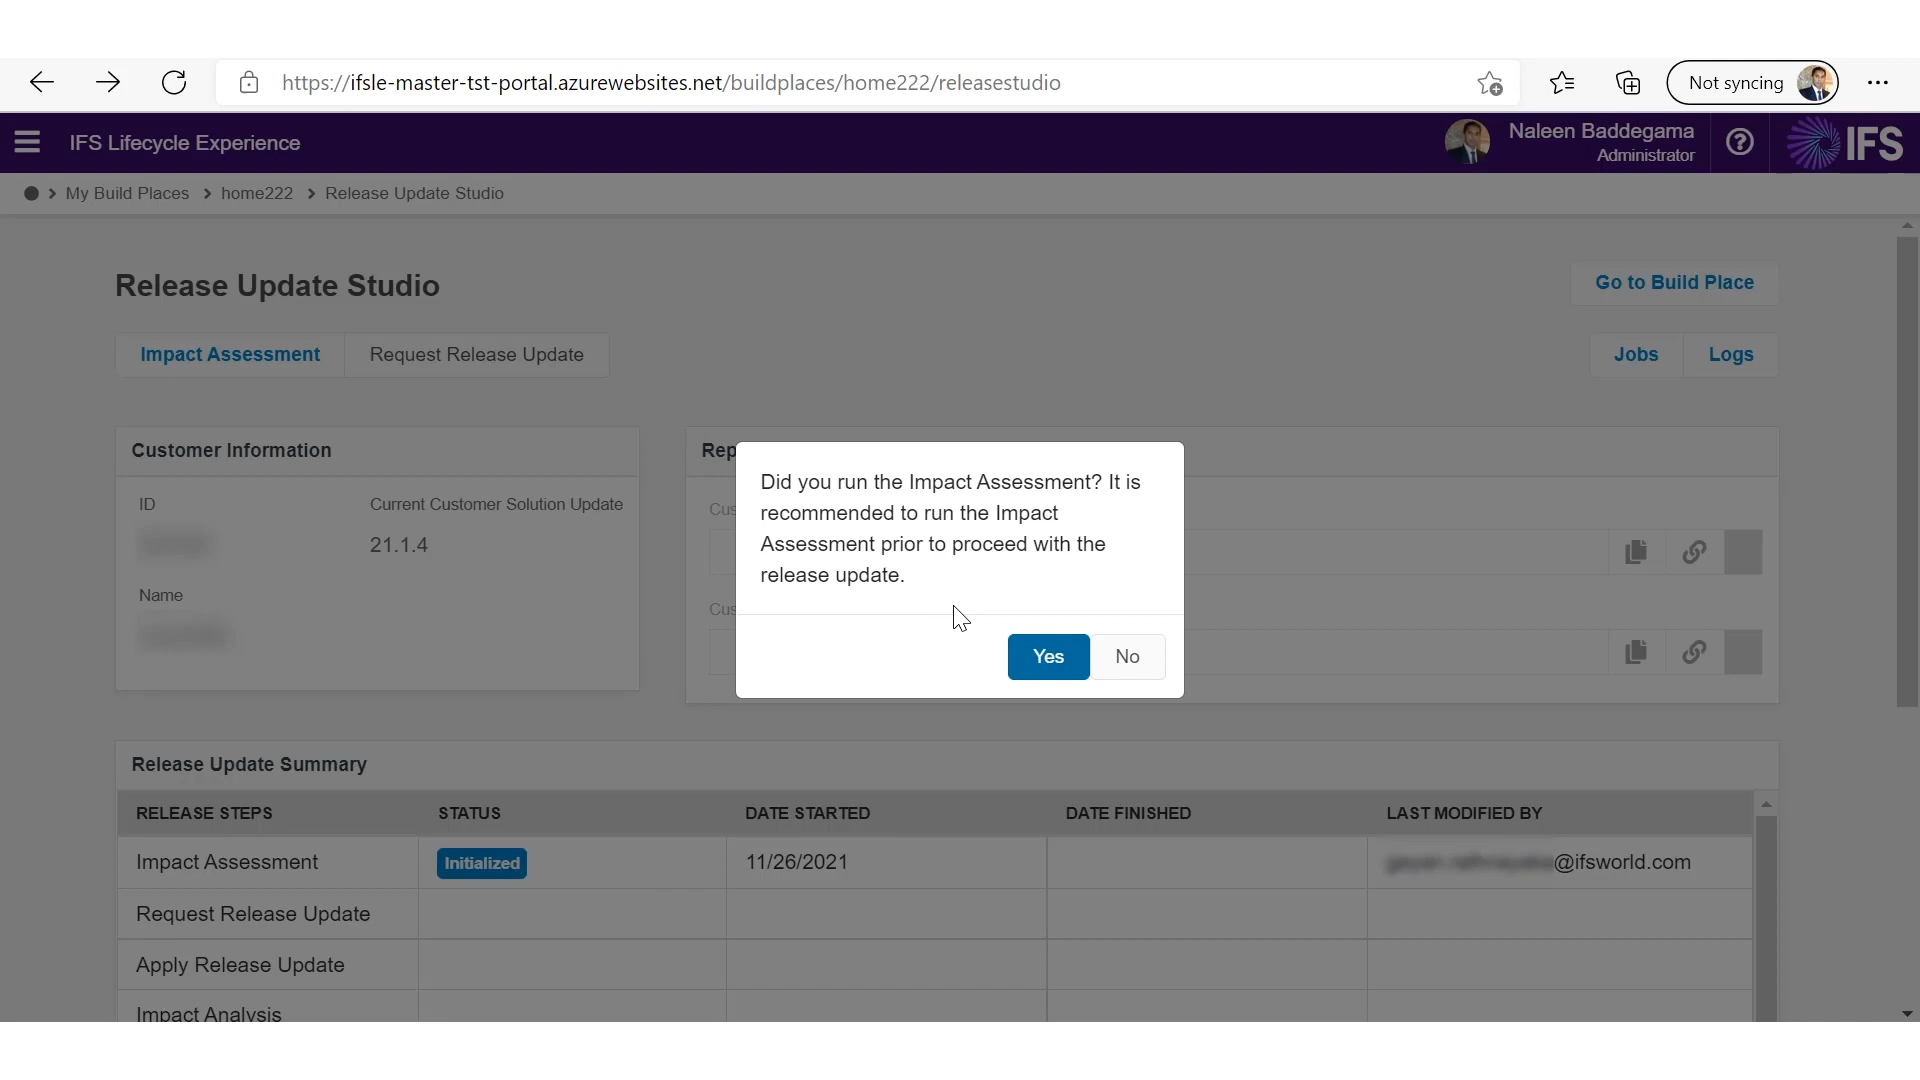 https://ifsle-master-tst-portal.azurewebsites.net/buildplaces/home222/releasestudio
Not syncing
IFS Lifecycle Experience
Naleen Baddegama
Administrator
IFS
My Build Places > home222 > Release Update Studio
Release Update Studio
Go to Build Place
Impact Assessment
Request Release Update
Jobs
Logs
Customer Information
Rep
ID
Current Customer Solution Update
Cus
21.1.4
Name
Cus
Did you run the Impact Assessment? It is
recommended to run the Impact
Assessment prior to proceed with the
release update.
Yes
No
Release Update Summary
RELEASE STEPS STATUS DATE STARTED DATE FINISHED LAST MODIFIED BY
Impact Assessment Initialized 11/26/2021 @ifsworld.com
Request Release Update
Apply Release Update
Impact Analysis